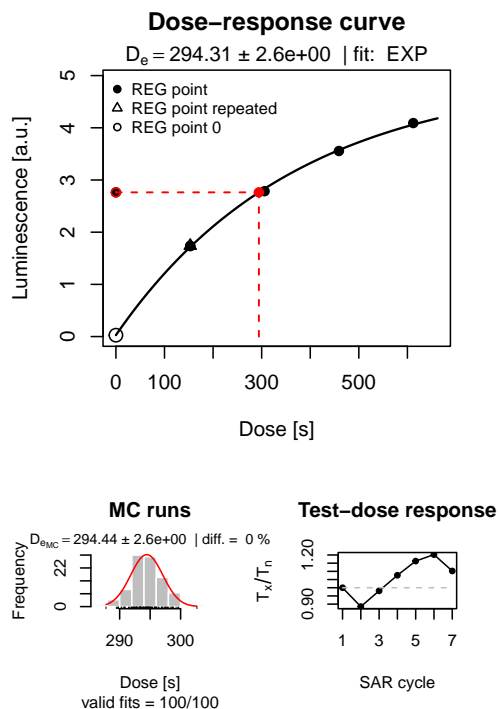 Dose−response curve
De = 294.31 ± 2.6e+00 | fit: EXP
REG point
REG point repeated
REG point 0
Luminescence [a.u.]
5
4
3
2
1
0
0 100 300 500
Dose [s]
MC runs
DeMC = 294.44 ± 2.6e+00 | diff. = 0 %
Frequency
22
0
290 300
Dose [s]
valid fits = 100/100
Test−dose response
Tx/Tn
1.20
0.90
1 3 5 7
SAR cycle